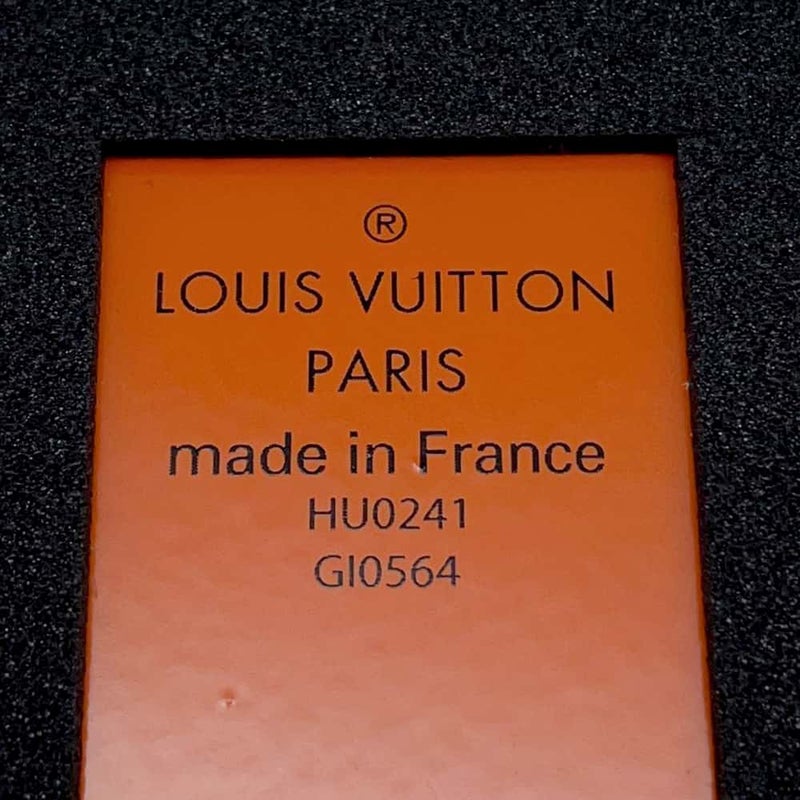 ®
LOUIS VUITTON
PARIS
made in France
HU0241
GI0564